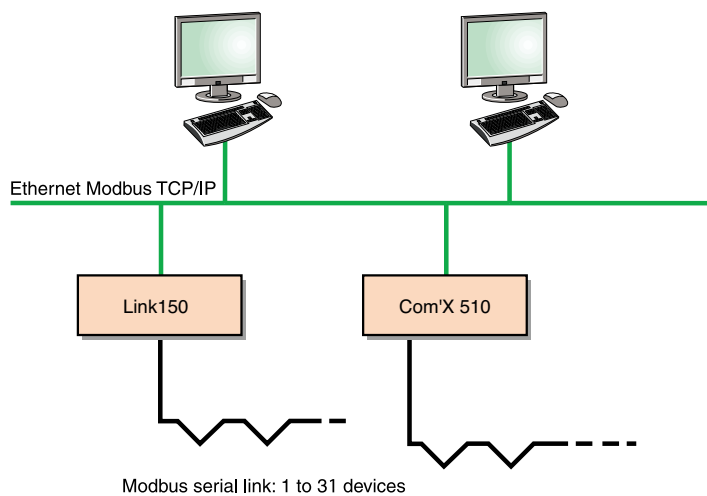 Ethernet Modbus TCP/IP
Link150
Com'X 510
Modbus serial link: 1 to 31 devices